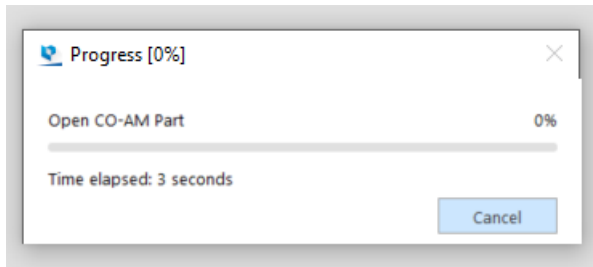 Progress [0%]
Open CO-AM Part 0%
Time elapsed: 3 seconds
Cancel